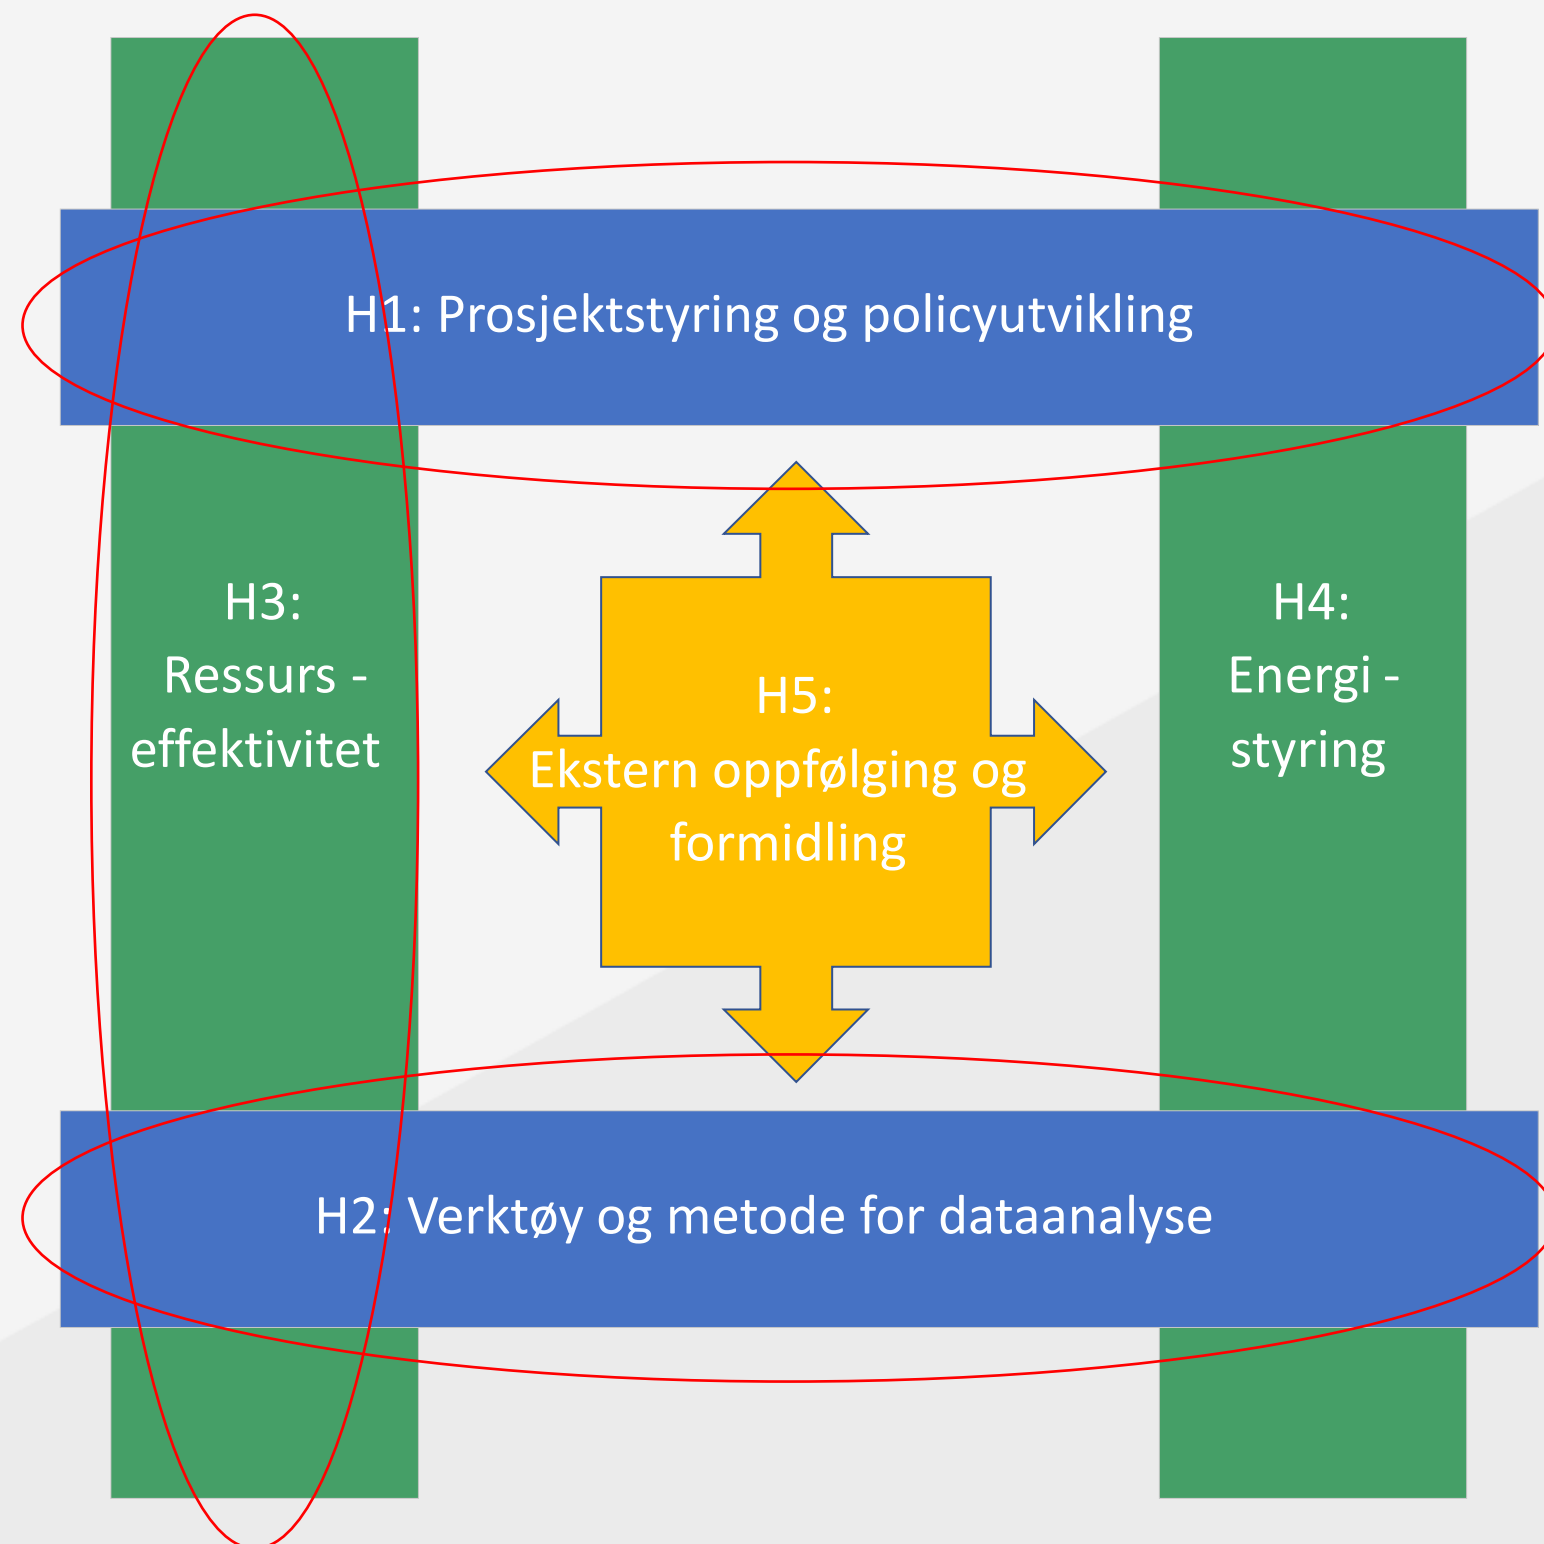 H1: Prosjektstyring og policyutvikling
H3:
Ressurs -
effektivitet
H5:
Ekstern oppfølging og
formidling
H4:
Energi -
styring
H2: Verktøy og metode for dataanalyse